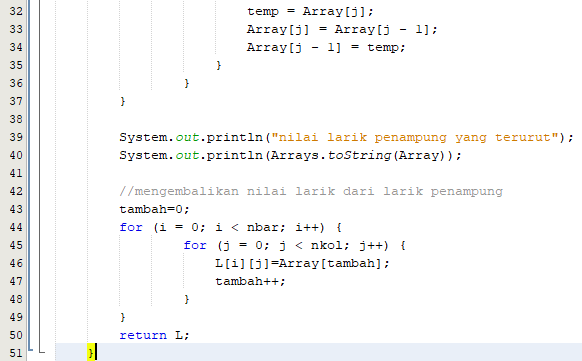 32 temp = Array[j];
33 Array[j] = Array[j - 1];
34 Array[j - 1] = temp;
35 }
36 }
37 }
38
39 System.out.println("nilai larik penampung yang terurut");
40 System.out.println(Arrays.toString(Array));
41
42 //mengembalikan nilai larik dari larik penampung
43 tambah=0;
44 for (i = 0; i < nbar; i++) {
45 for (j = 0; j < nkol; j++) {
46 L[i][j]=Array[tambah];
47 tambah++;
48 }
49 }
50 return L;
51 }